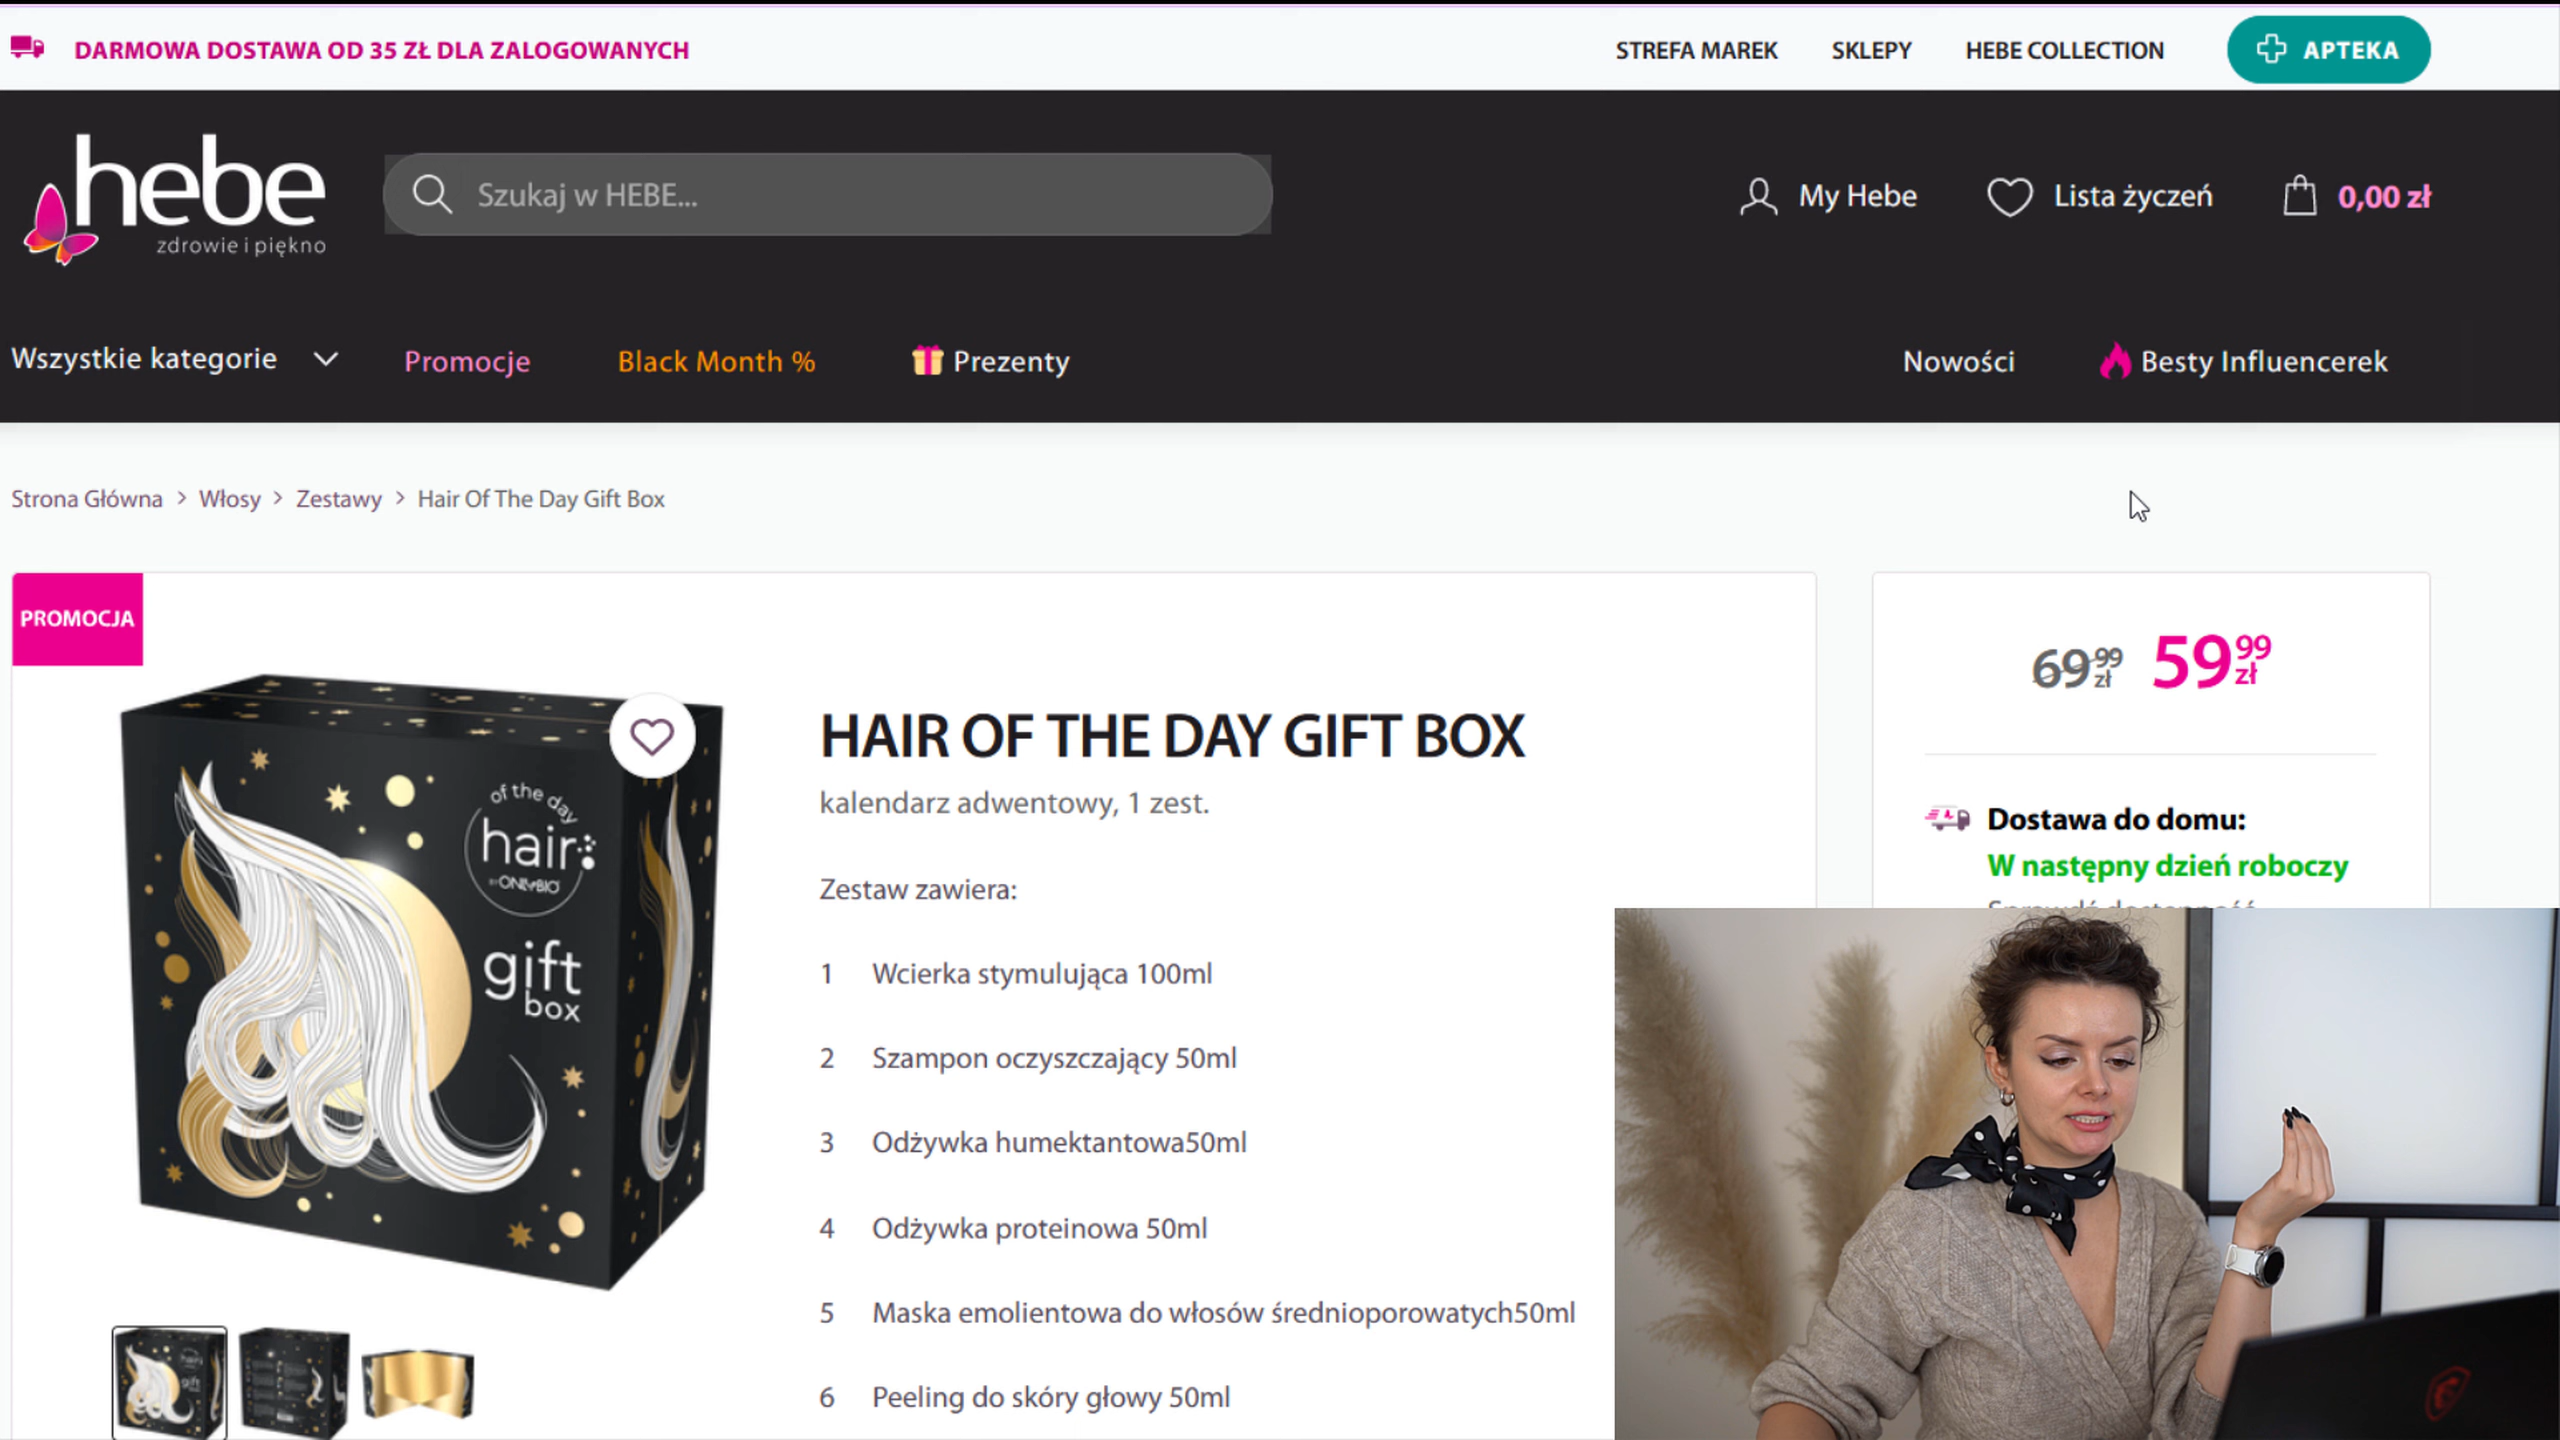 DARMOWA DOSTAWA OD 35 ZŁ DLA ZALOGOWANYCH
STREFA MAREK
SKLEPY
HEBE COLLECTION
APTEKA
hebe
zdrowie i piękno
Szukaj w HEBE...
My Hebe
Lista życzeń
0,00 zł
Wszystkie kategorie
Promocje
Black Month %
Prezenty
Nowości
Besty Influencerek
Strona Główna > Włosy > Zestawy > Hair Of The Day Gift Box
PROMOCJA
of the day
hair
BY ONLYBIO
gift
box
HAIR OF THE DAY GIFT BOX
kalendarz adwentowy, 1 zest.
Zestaw zawiera:
1 Wcierka stymulująca 100ml
2 Szampon oczyszczający 50ml
3 Odżywka humektantowa50ml
4 Odżywka proteinowa 50ml
5 Maska emolientowa do włosów średnioporowatych50ml
6 Peeling do skóry głowy 50ml
69 99 zł 59 99 zł
Dostawa do domu:
W następny dzień roboczy